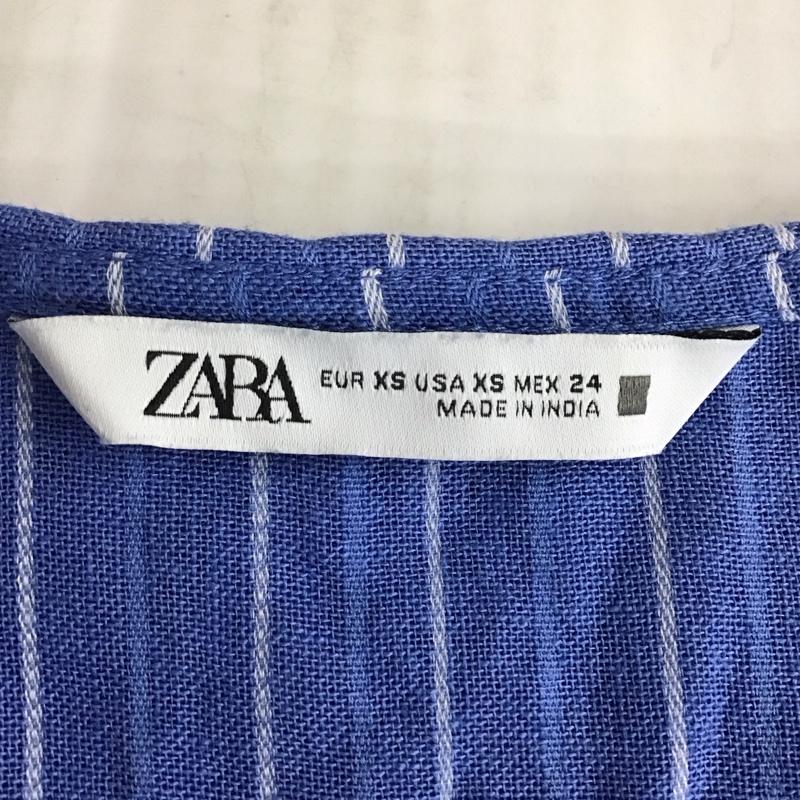 ZARA
EUR XS USA XS MEX 24
MADE IN INDIA